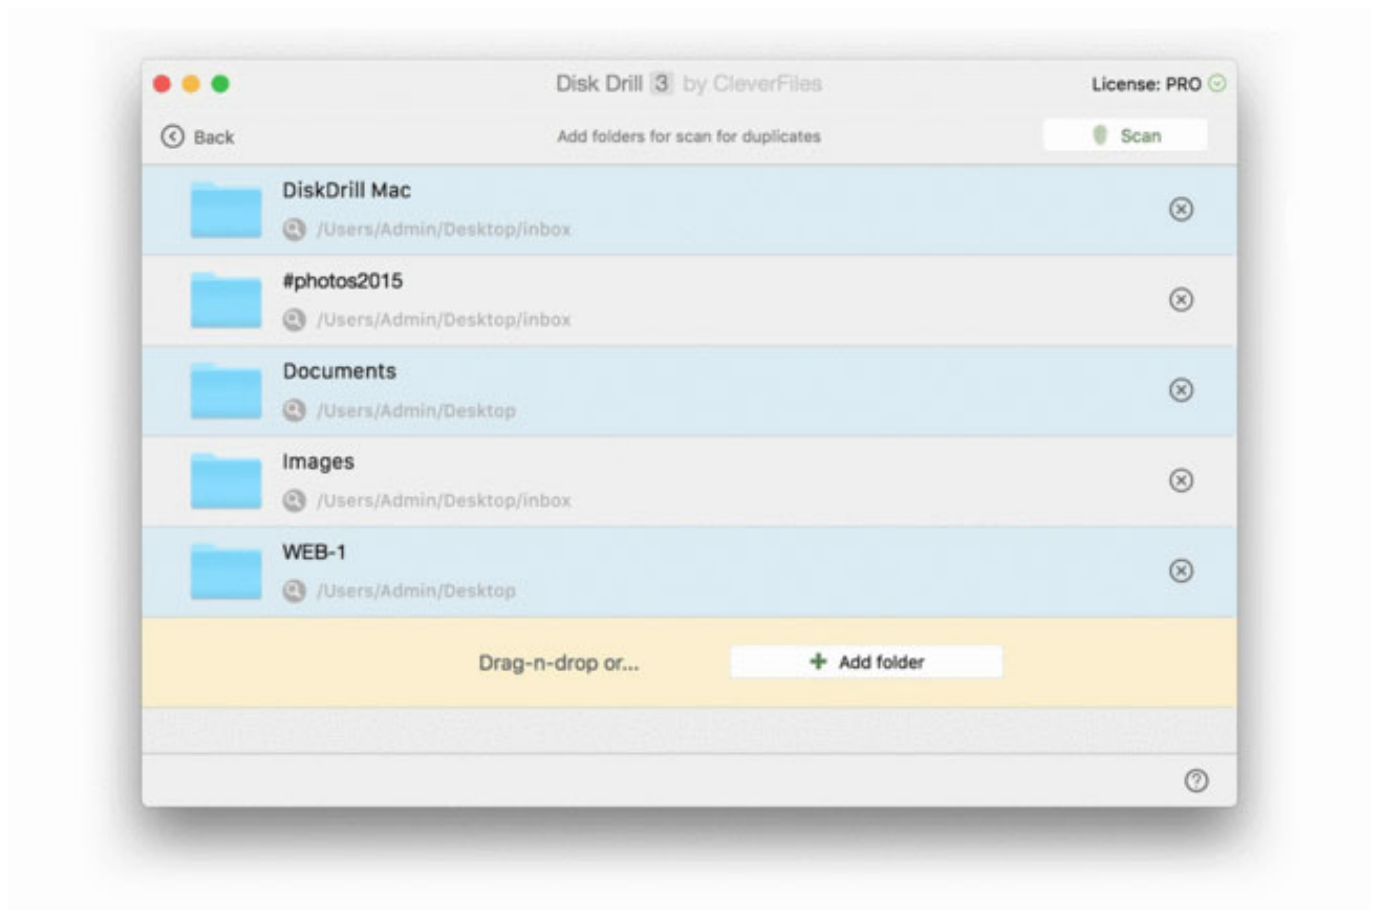 Disk Drill 3 by CleverFiles
License: PRO
Back
Add folders for scan for duplicates
Scan
DiskDrill Mac
/Users/Admin/Desktop/inbox
#photos2015
/Users/Admin/Desktop/inbox
Documents
/Users/Admin/Desktop
Images
/Users/Admin/Desktop/inbox
WEB-1
/Users/Admin/Desktop
Drag-n-drop or...
+ Add folder
?